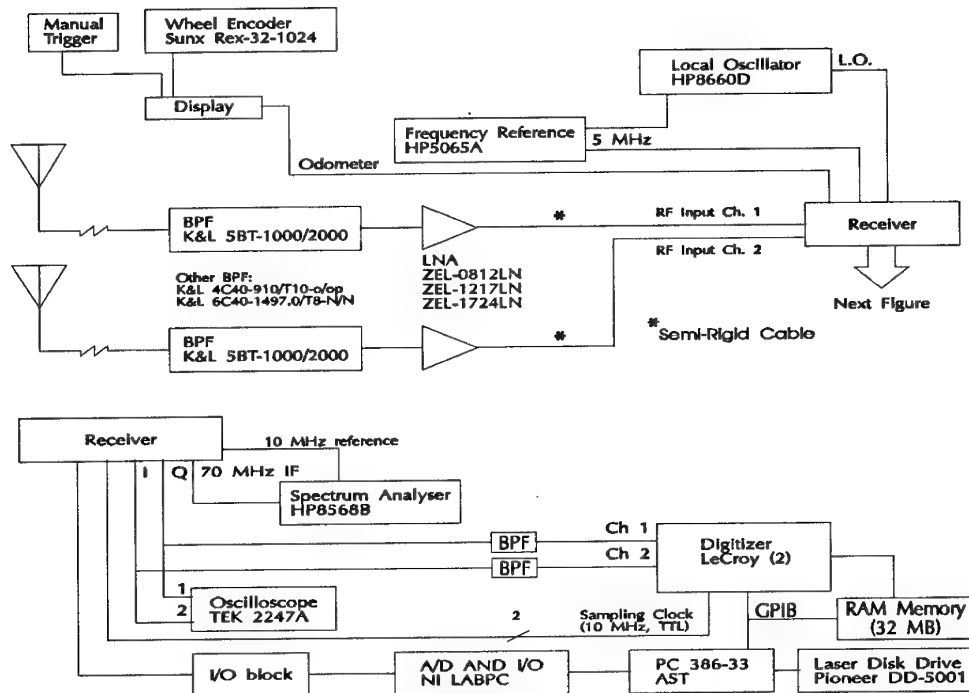 Manual
Trigger
Wheel Encoder
Sunx Rex-32-1024
Display
Local Oscillator
HP8660D
L.O.
Frequency Reference
HP5065A
5 MHz
Odometer
BPF
K&L 5BT-1000/2000
*
RF Input Ch. 1
Receiver
RF Input Ch. 2
Other BPF:
K&L 4C40-910/T10-o/op
K&L 6C40-1497.0/T8-N/N
LNA
ZEL-0812LN
ZEL-1217LN
ZEL-1724LN
Next Figure
BPF
K&L 5BT-1000/2000
*
*Semi-Rigid Cable
Receiver
10 MHz reference
I
Q
70 MHz IF
Spectrum Analyser
HP8568B
BPF
Ch 1
BPF
Ch 2
Digitizer
LeCroy (2)
1
2
Oscilloscope
TEK 2247A
2
Sampling Clock
(10 MHz, TTL)
GPIB
RAM Memory
(32 MB)
I/O block
A/D AND I/O
NI LABPC
PC 386-33
AST
Laser Disk Drive
Pioneer DD-5001